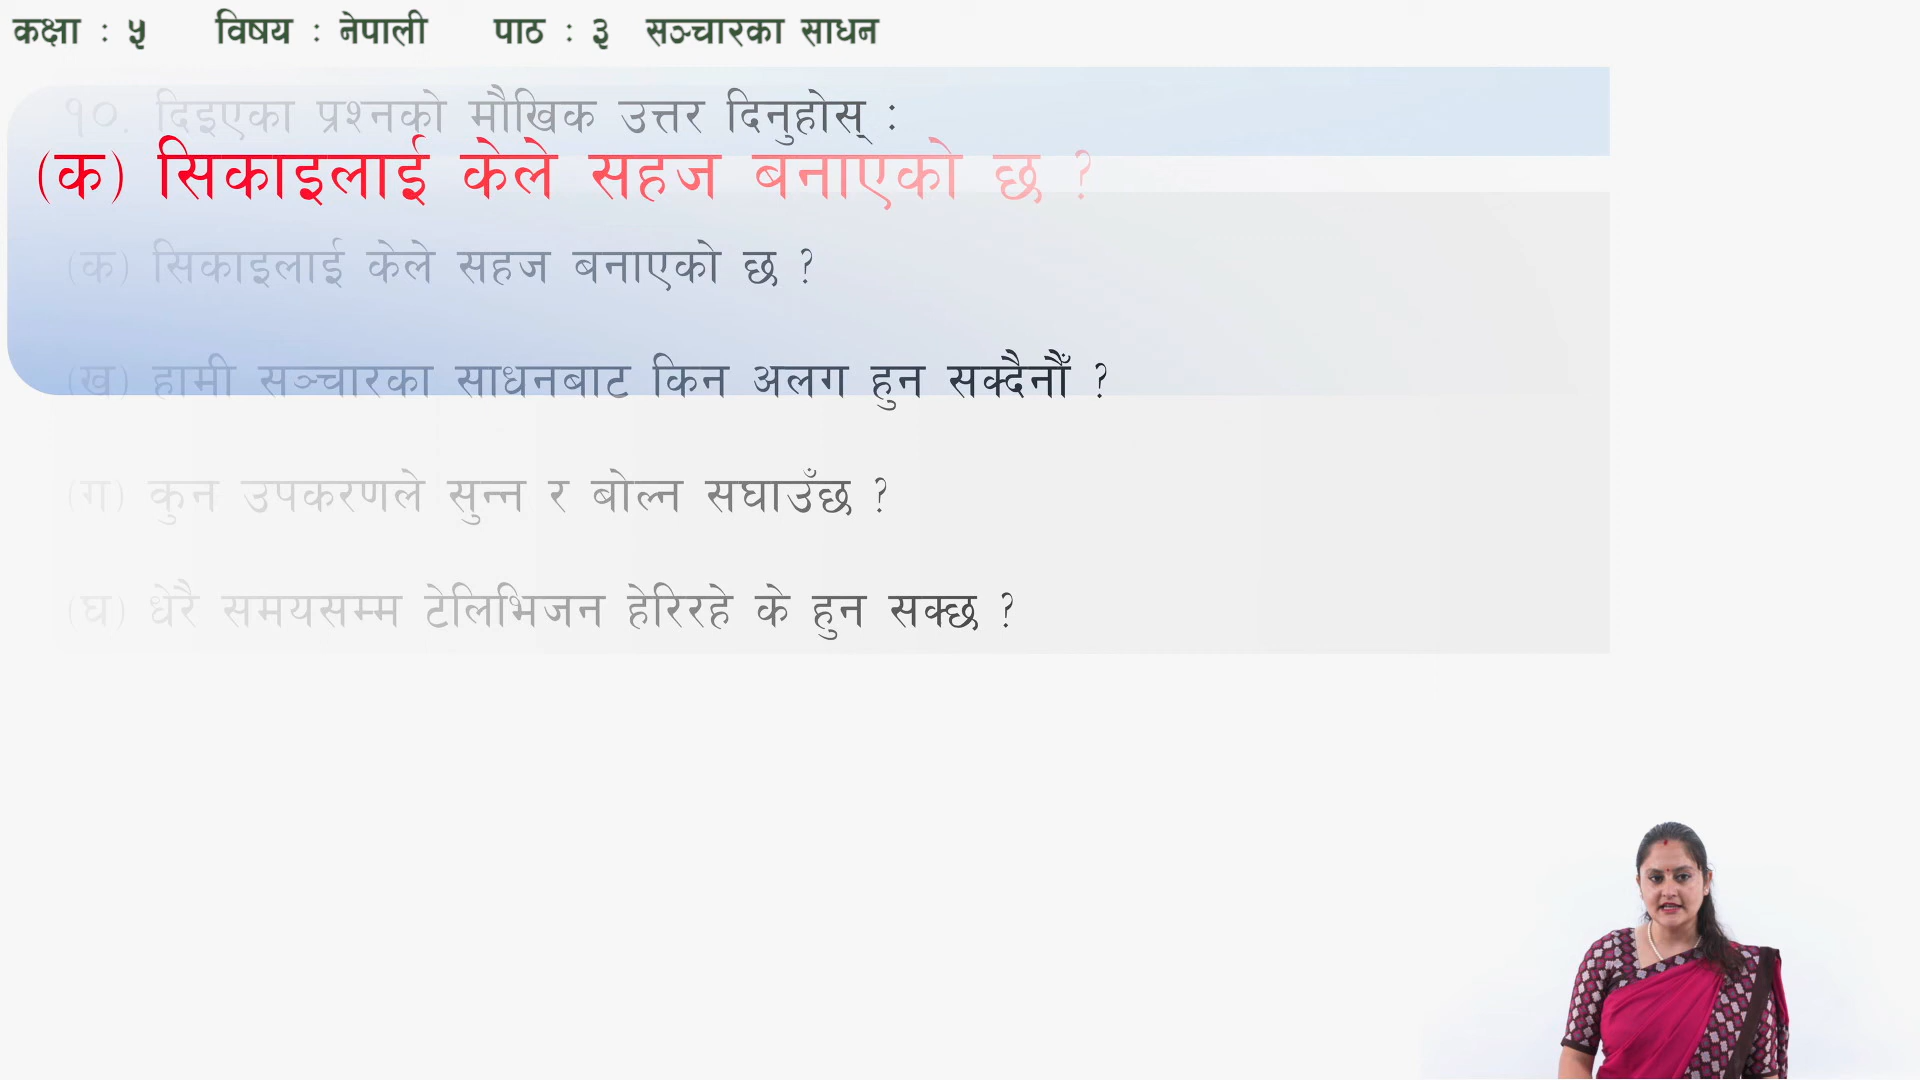 कक्षा : ५ विषय : नेपाली पाठ : ३ सञ्चारका साधन
१०. दिइएका प्रश्नको मौखिक उत्तर दिनुहोस् :
(क) सिकाइलाई केले सहज बनाएको छ ?
(क) सिकाइलाई केले सहज बनाएको छ ?
(ख) हामी सञ्चारका साधनबाट किन अलग हुन सक्दैनौँ ?
(ग) कुन उपकरणले सुन्न र बोल्न सघाउँछ ?
(घ) धेरै समयसम्म टेलिभिजन हेरिरहे के हुन सक्छ ?